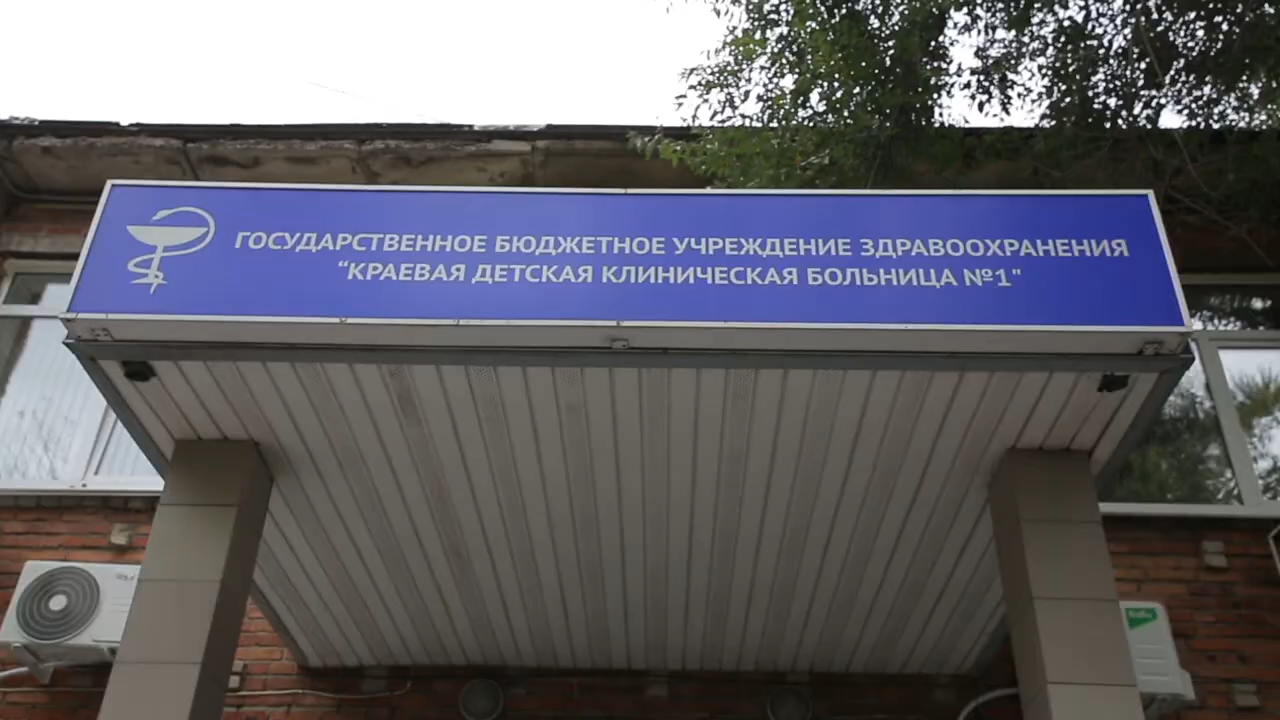 ГОСУДАРСТВЕННОЕ БЮДЖЕТНОЕ УЧРЕЖДЕНИЕ ЗДРАВООХРАНЕНИЯ
"КРАЕВАЯ ДЕТСКАЯ КЛИНИЧЕСКАЯ БОЛЬНИЦА №1"